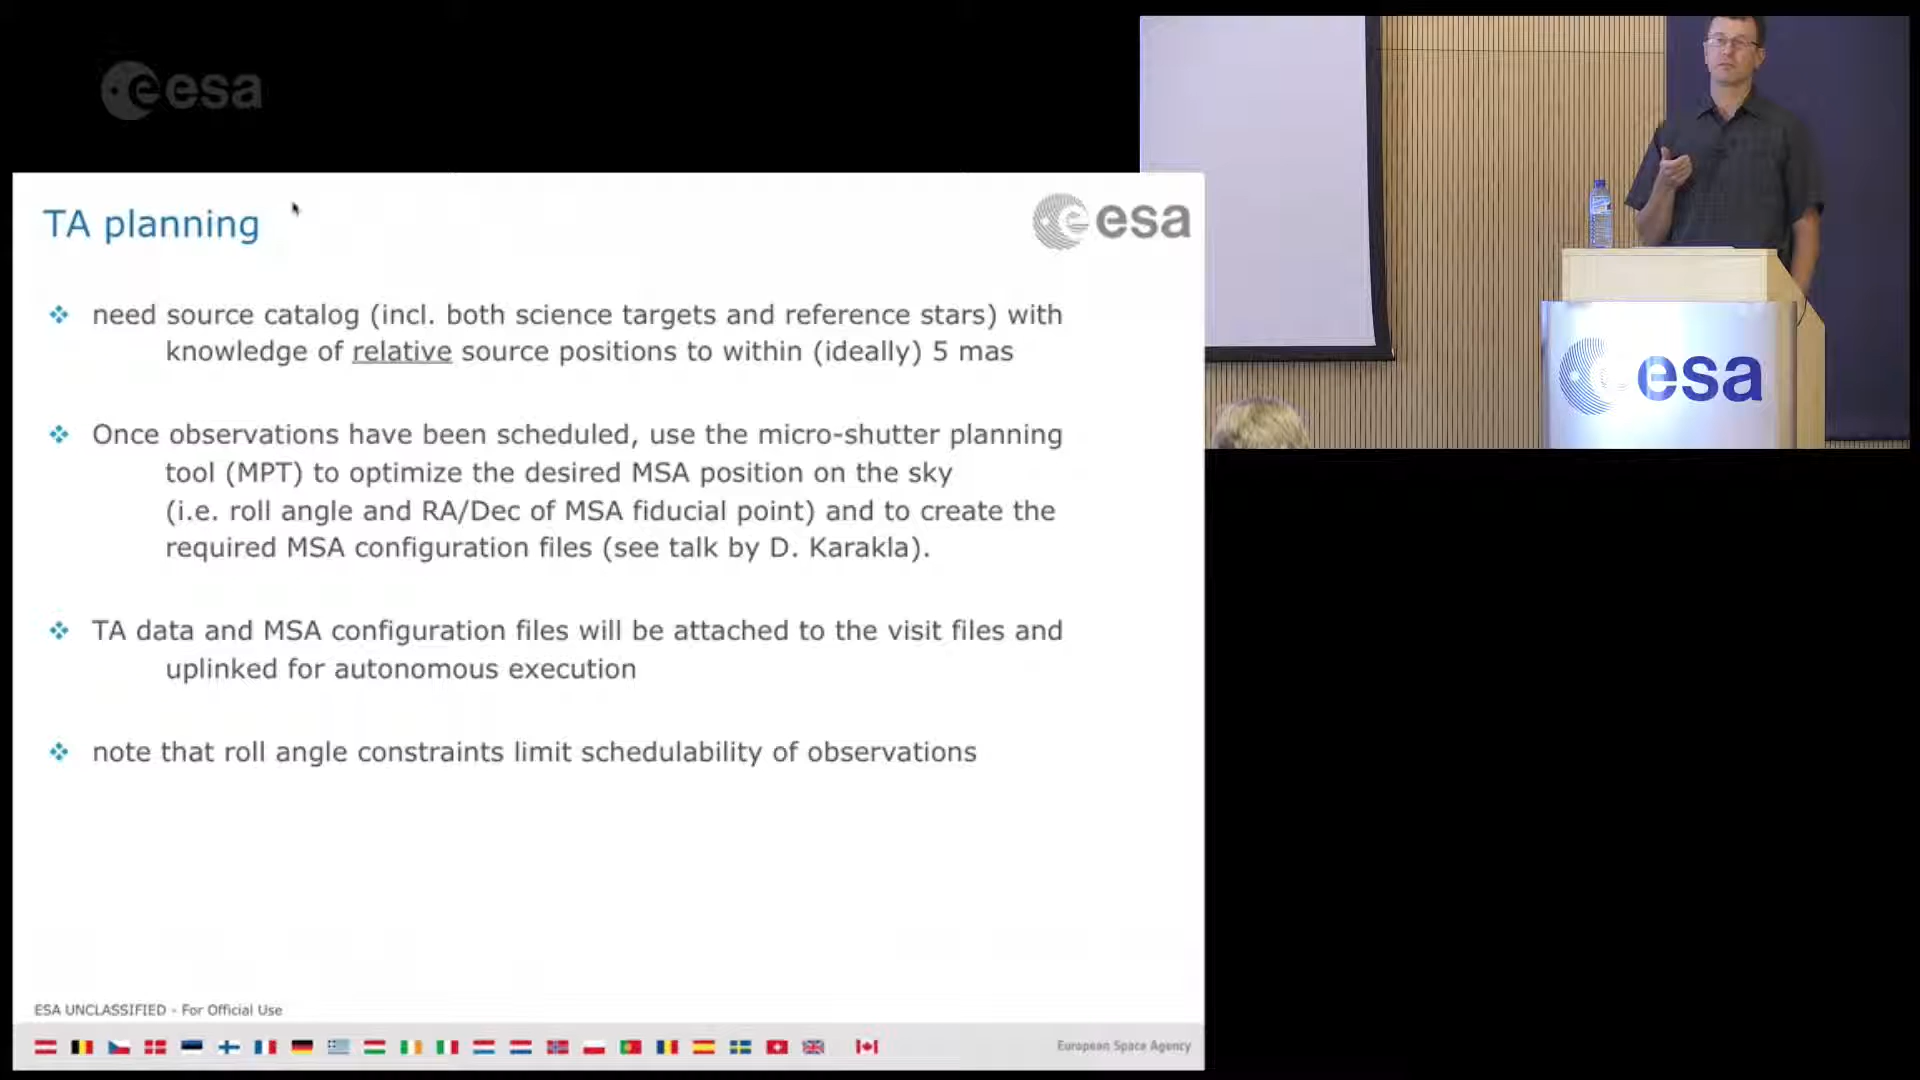 esa
TA planning
esa
need source catalog (incl. both science targets and reference stars) with
knowledge of relative source positions to within (ideally) 5 mas
Once observations have been scheduled, use the micro-shutter planning
tool (MPT) to optimize the desired MSA position on the sky
(i.e. roll angle and RA/Dec of MSA fiducial point) and to create the
required MSA configuration files (see talk by D. Karakla).
TA data and MSA configuration files will be attached to the visit files and
uplinked for autonomous execution
note that roll angle constraints limit schedulability of observations
ESA UNCLASSIFIED - For Official Use
European Space Agency
esa